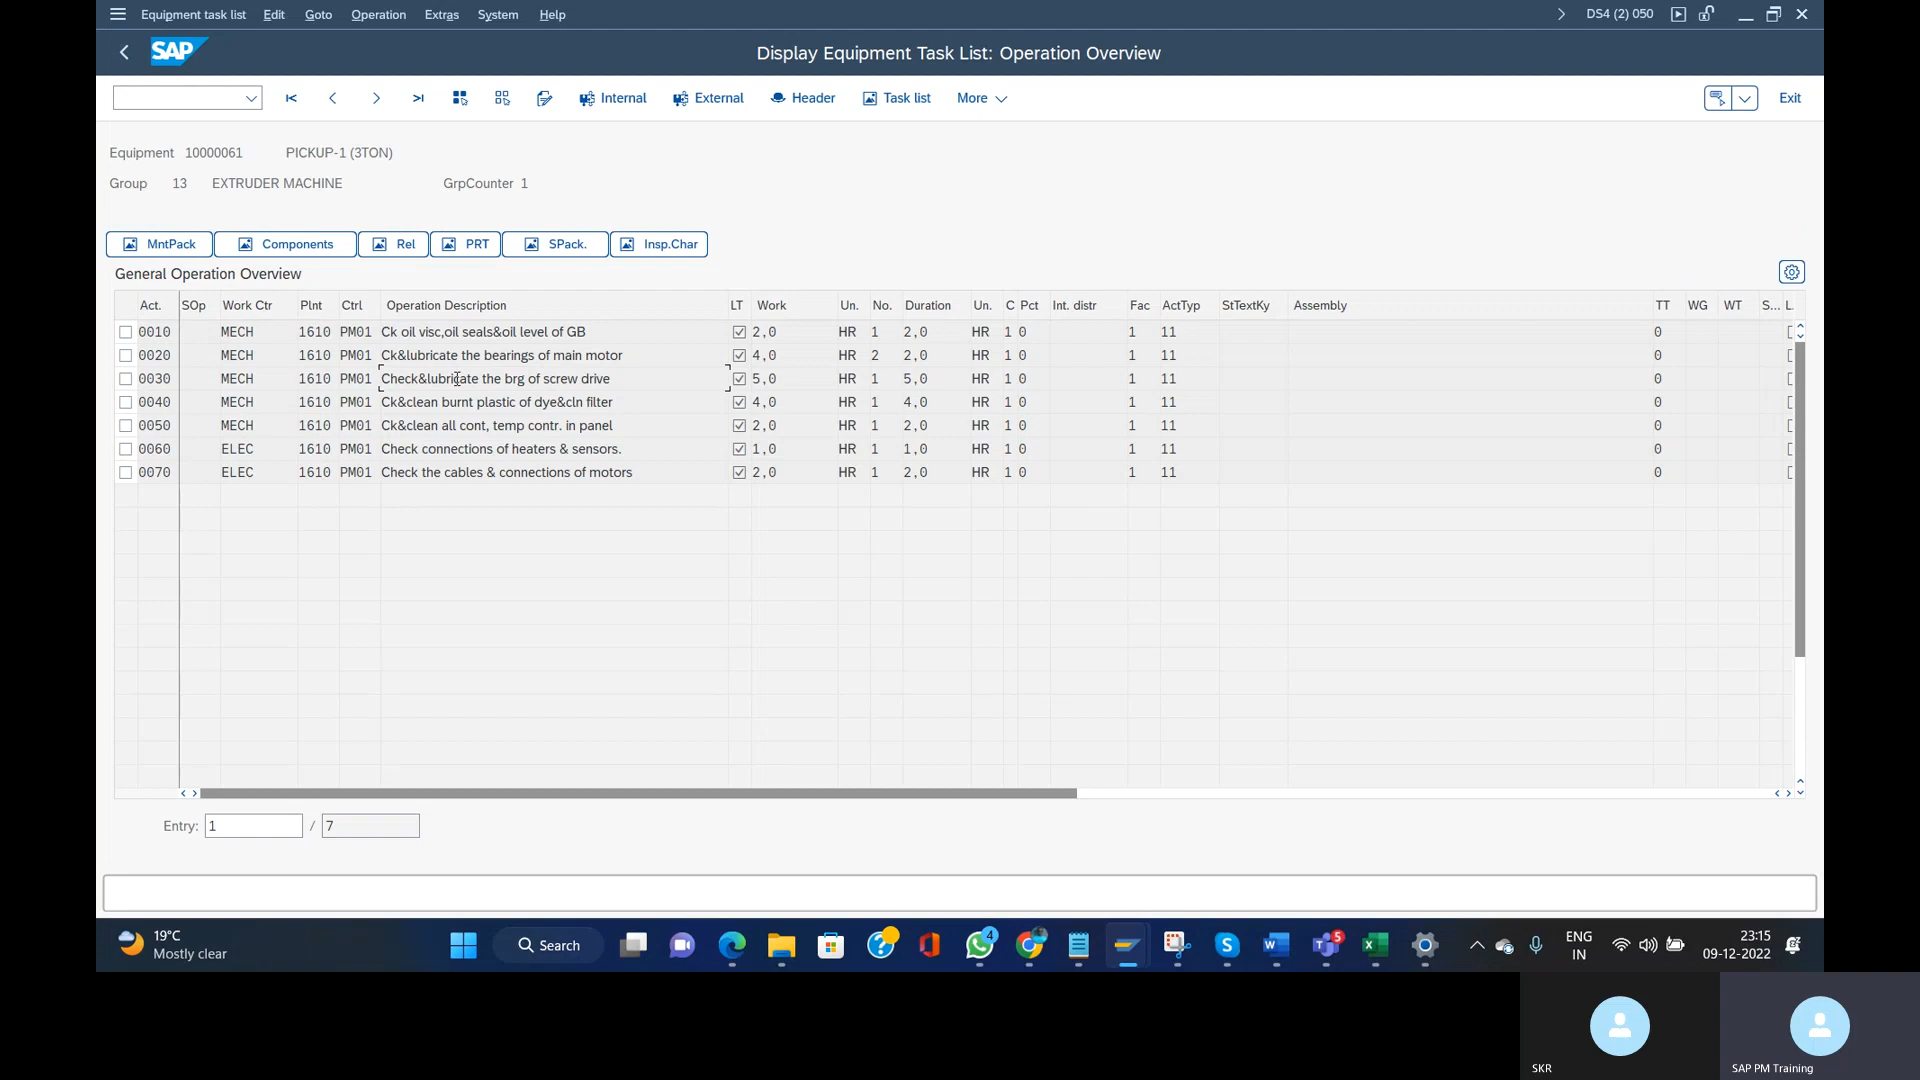 Equipment task list Edit Goto Operation Extras System Help DS4 (2) 050
SAP Display Equipment Task List: Operation Overview
Internal External Header Task list More Exit
Equipment 10000061 PICKUP-1 (3TON)
Group 13 EXTRUDER MACHINE GrpCounter 1
MntPack Components Rel PRT SPack. Insp.Char
General Operation Overview
Act. SOp Work Ctr Plnt Ctrl Operation Description LT Work Un. No. Duration Un. C Pct Int. distr Fac ActTyp StTextKy Assembly TT WG WT S... L.
0010 MECH 1610 PM01 Ck oil visc,oil seals&oil level of GB 2,0 HR 1 2,0 HR 1 0 1 11 0
0020 MECH 1610 PM01 Ck&lubricate the bearings of main motor 4,0 HR 2 2,0 HR 1 0 1 11 0
0030 MECH 1610 PM01 Check&lubricate the brg of screw drive 5,0 HR 1 5,0 HR 1 0 1 11 0
0040 MECH 1610 PM01 Ck&clean burnt plastic of dye&cln filter 4,0 HR 1 4,0 HR 1 0 1 11 0
0050 MECH 1610 PM01 Ck&clean all cont, temp contr. in panel 2,0 HR 1 2,0 HR 1 0 1 11 0
0060 ELEC 1610 PM01 Check connections of heaters & sensors. 1,0 HR 1 1,0 HR 1 0 1 11 0
0070 ELEC 1610 PM01 Check the cables & connections of motors 2,0 HR 1 2,0 HR 1 0 1 11 0
Entry: 1 / 7
19°C
Mostly clear
Search
4
5
ENG
IN
23:15
09-12-2022
SKR
SAP PM Training